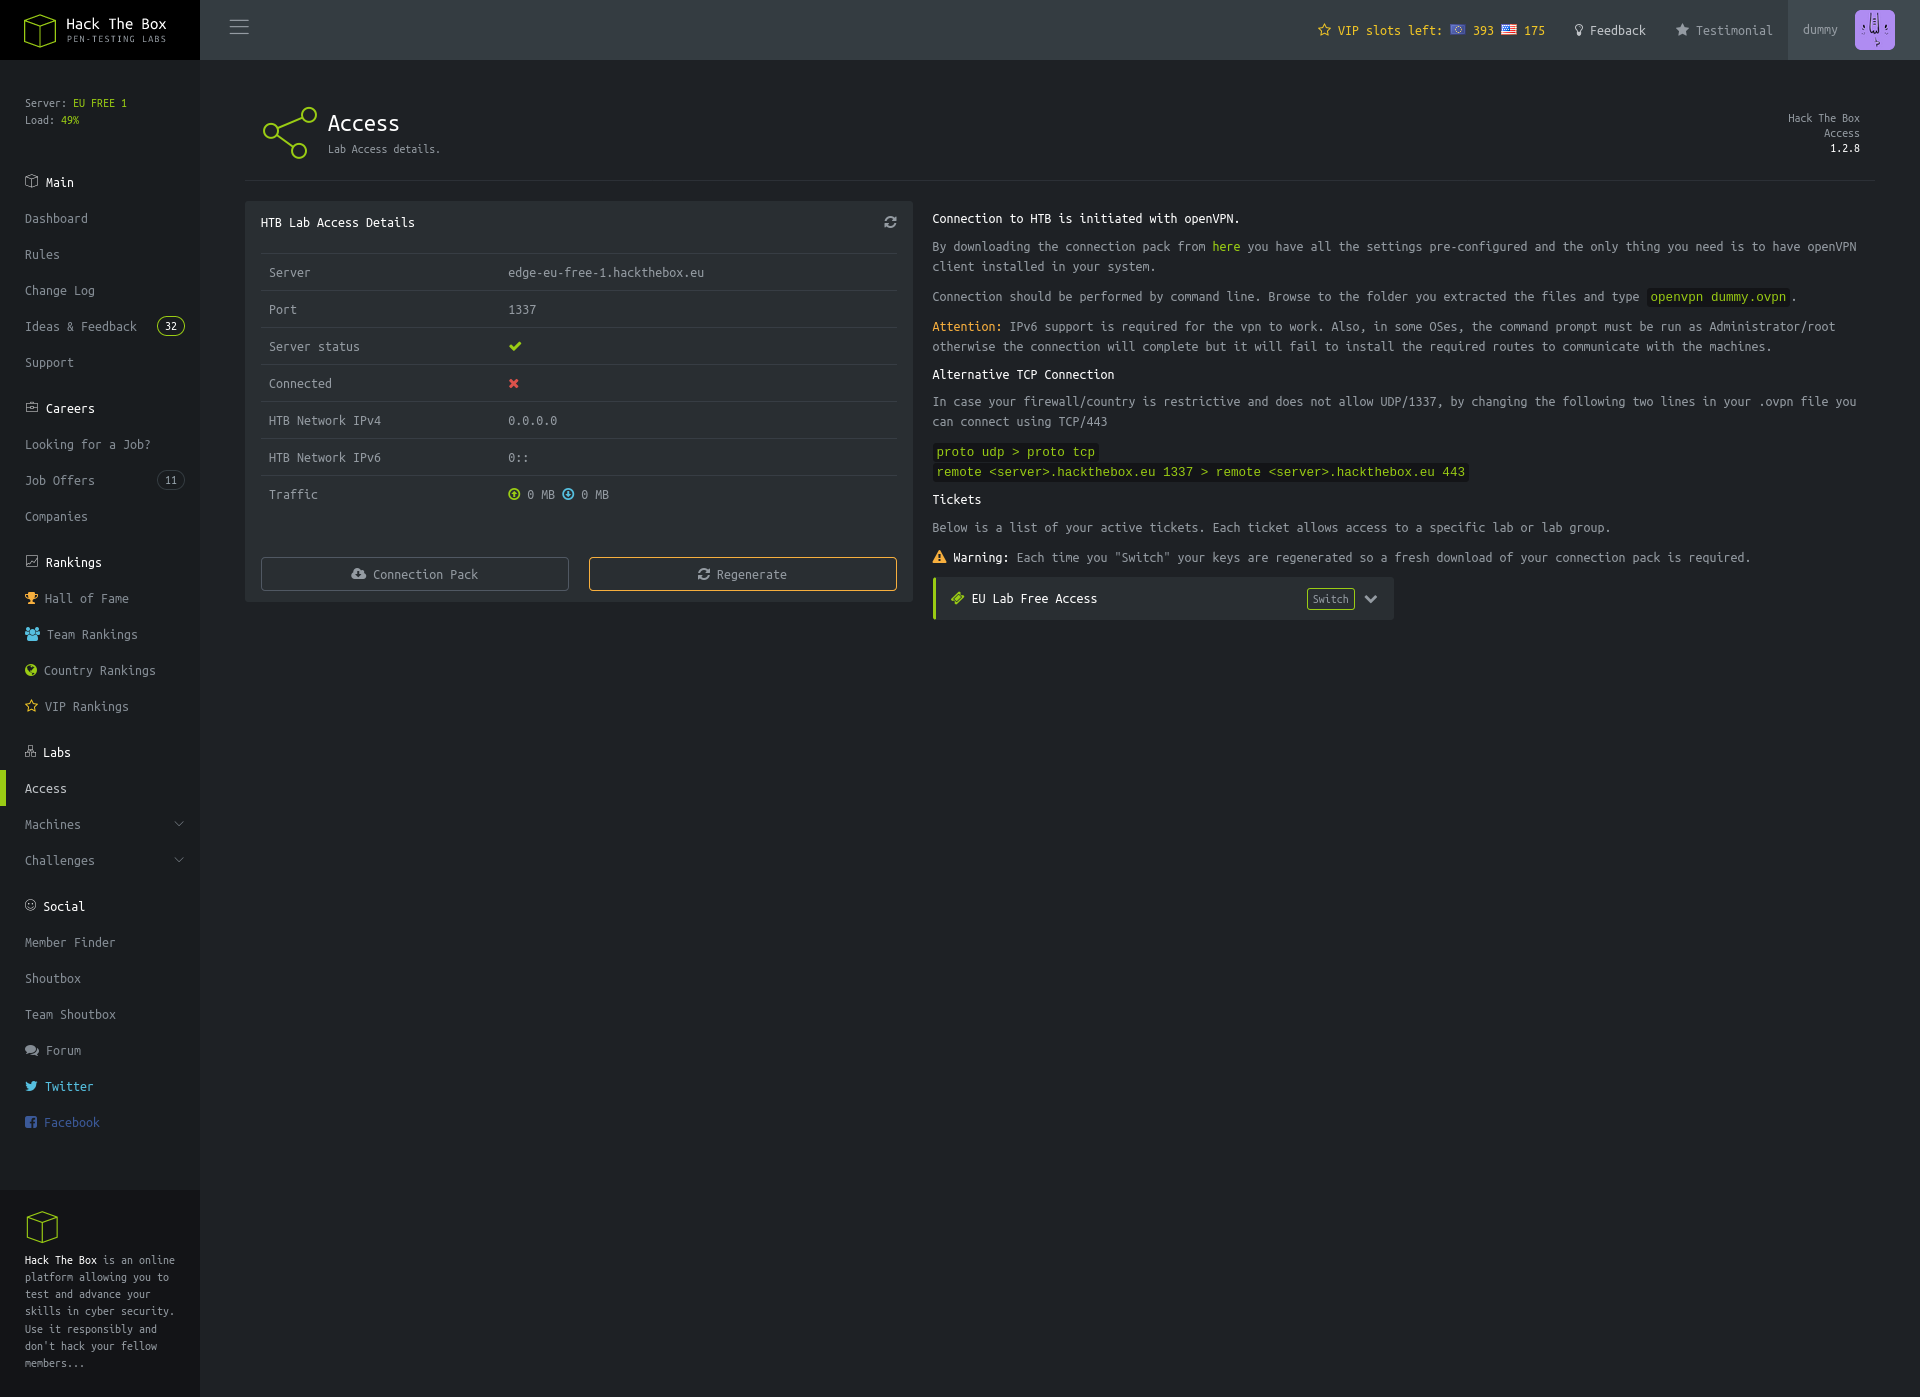 Hack The Box
PEN-TESTING LABS
VIP slots left: 393 175
Feedback
Testimonial
dummy
Server: EU FREE 1
Load: 49%
Main
Dashboard
Rules
Change Log
Ideas & Feedback 32
Support
Careers
Looking for a Job?
Job Offers 11
Companies
Rankings
Hall of Fame
Team Rankings
Country Rankings
VIP Rankings
Labs
Access
Machines
Challenges
Social
Member Finder
Shoutbox
Team Shoutbox
Forum
Twitter
Facebook
Hack The Box is an online
platform allowing you to
test and advance your
skills in cyber security.
Use it responsibly and
don't hack your fellow
members...
Access
Lab Access details.
Hack The Box
Access
1.2.8
HTB Lab Access Details
Server edge-eu-free-1.hackthebox.eu
Port 1337
Server status
Connected
HTB Network IPv4 0.0.0.0
HTB Network IPv6 0::
Traffic 0 MB 0 MB
Connection Pack
Regenerate
Connection to HTB is initiated with openVPN.
By downloading the connection pack from here you have all the settings pre-configured and the only thing you need is to have openVPN
client installed in your system.
Connection should be performed by command line. Browse to the folder you extracted the files and type openvpn dummy.ovpn.
Attention: IPv6 support is required for the vpn to work. Also, in some OSes, the command prompt must be run as Administrator/root
otherwise the connection will complete but it will fail to install the required routes to communicate with the machines.
Alternative TCP Connection
In case your firewall/country is restrictive and does not allow UDP/1337, by changing the following two lines in your .ovpn file you
can connect using TCP/443
proto udp > proto tcp
remote <server>.hackthebox.eu 1337 > remote <server>.hackthebox.eu 443
Tickets
Below is a list of your active tickets. Each ticket allows access to a specific lab or lab group.
Warning: Each time you "Switch" your keys are regenerated so a fresh download of your connection pack is required.
EU Lab Free Access
Switch